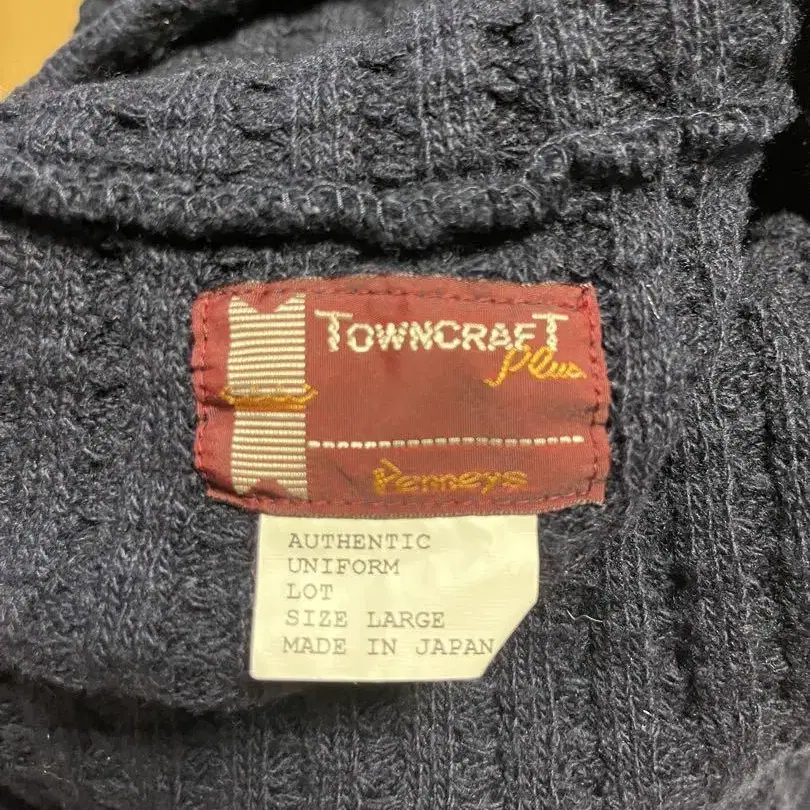 TOWNCRAFT
Plus
Penneys
AUTHENTIC
UNIFORM
LOT
SIZE LARGE
MADE IN JAPAN